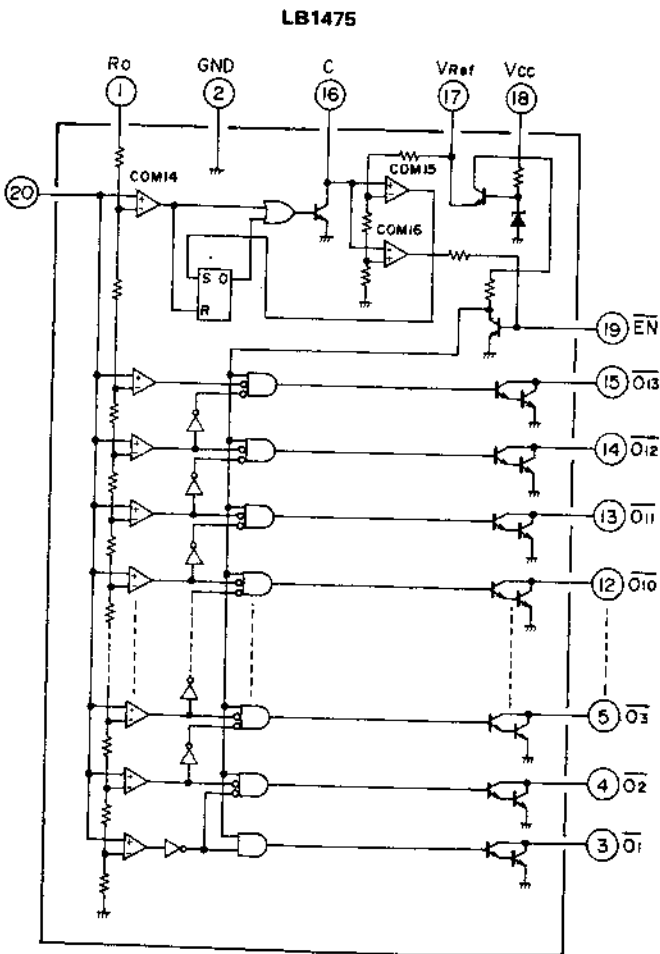 LB1475
Ro GND C VRef Vcc
1 2 16 17 18
20 COM14 COM15
COM16
S Q
R
19 EN
15 O13
14 O12
13 O11
12 O10
5 O3
4 O2
3 O1